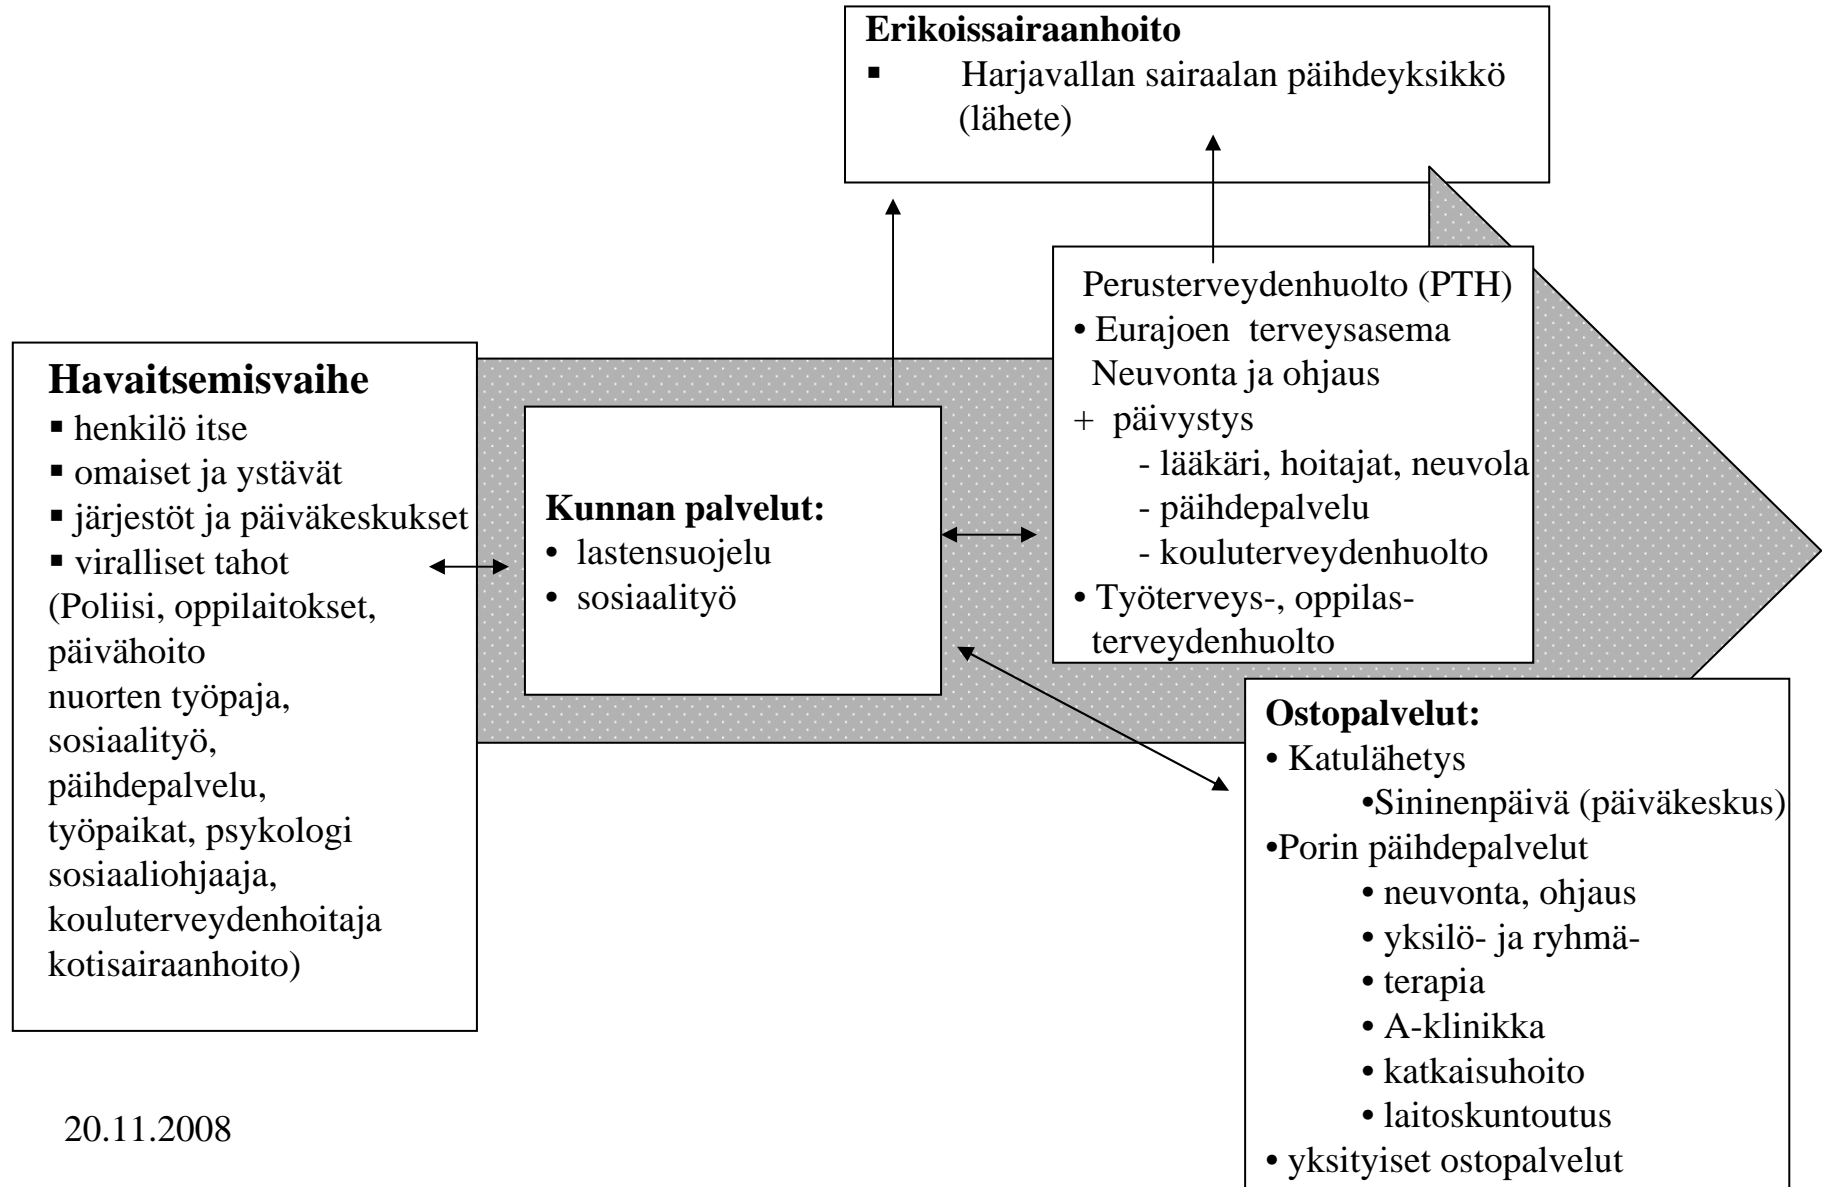 Erikoissairaanhoito
▪ Harjavallan sairaalan päihdeyksikkö
(lähete)
Havaitsemisvaihe
▪ henkilö itse
▪ omaiset ja ystävät
▪ järjestöt ja päiväkeskukset
▪ viralliset tahot
(Poliisi, oppilaitokset,
päivähoito
nuorten työpaja,
sosiaalityö,
päihdepalvelu,
työpaikat, psykologi
sosiaaliohjaaja,
kouluterveydenhoitaja
kotisairaanhoito)
Kunnan palvelut:
• lastensuojelu
• sosiaalityö
Perusterveydenhuolto (PTH)
• Eurajoen terveysasema
Neuvonta ja ohjaus
+ päivystys
- lääkäri, hoitajat, neuvola
- päihdepalvelu
- kouluterveydenhuolto
• Työterveys-, oppilas-
terveydenhuolto
Ostopalvelut:
• Katulähetys
•Sininenpäivä (päiväkeskus)
•Porin päihdepalvelut
• neuvonta, ohjaus
• yksilö- ja ryhmä-
• terapia
• A-klinikka
• katkaisuhoito
• laitoskuntoutus
• yksityiset ostopalvelut
20.11.2008